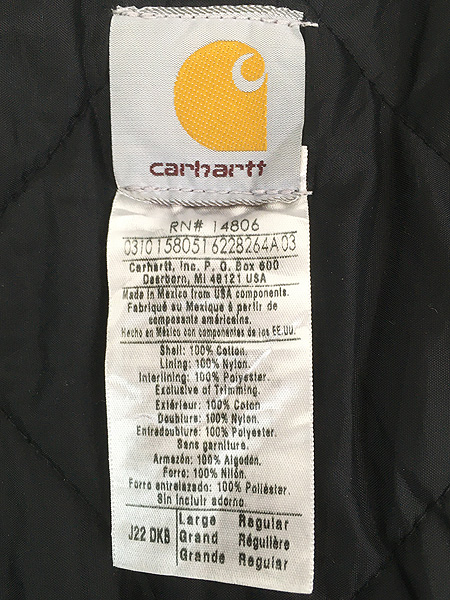 carhartt
RN# 14806
03101580516228264A03
Carhartt, Inc. P. O. Box 600
Dearborn, MI 48121 USA
Made in Mexico from USA components.
Fabriqué au Mexique à partir de
composants américains.
Hecho en México con componentes de los EE.UU.
Shell: 100% Cotton.
Lining: 100% Nylon.
Interlining: 100% Polyester.
Exclusive of Trimming.
Extérieur: 100% Coton
Doublure: 100% Nylon.
Entredoublure: 100% Polyester.
Sans garniture.
Armazón: 100% Algodón.
Forro: 100% Nilón.
Forro entrelazado: 100% Poliéster.
Sin incluir adorno.
J22 DKB
Large Regular
Grand Régulière
Grande Regular